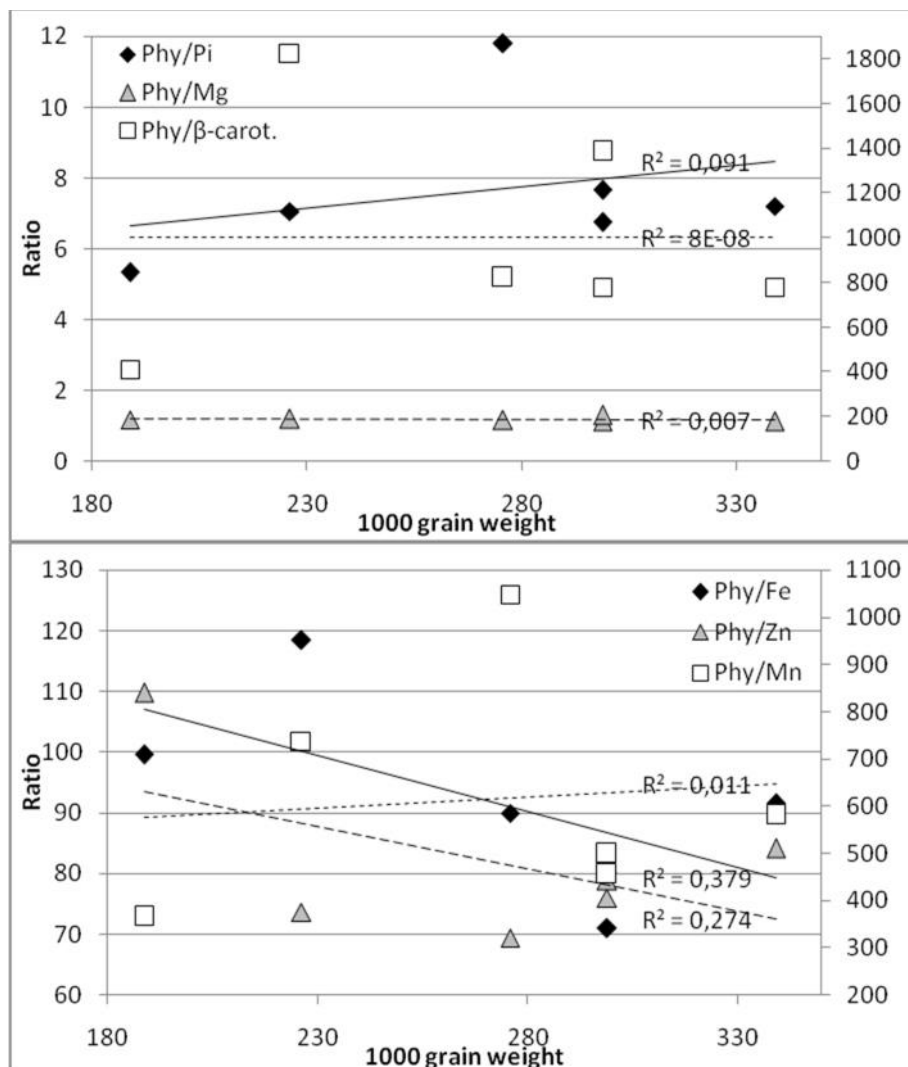 12
10
8
6
4
2
0
Ratio
Phy/Pi
Phy/Mg
Phy/β-carot.
R² = 0,091
R² = 8E-08
R² = 0,007
1800
1600
1400
1200
1000
800
600
400
200
0
180 230 280 330
1000 grain weight
130
120
110
100
90
80
70
60
Ratio
Phy/Fe
Phy/Zn
Phy/Mn
R² = 0,011
R² = 0,379
R² = 0,274
1100
1000
900
800
700
600
500
400
300
200
180 230 280 330
1000 grain weight